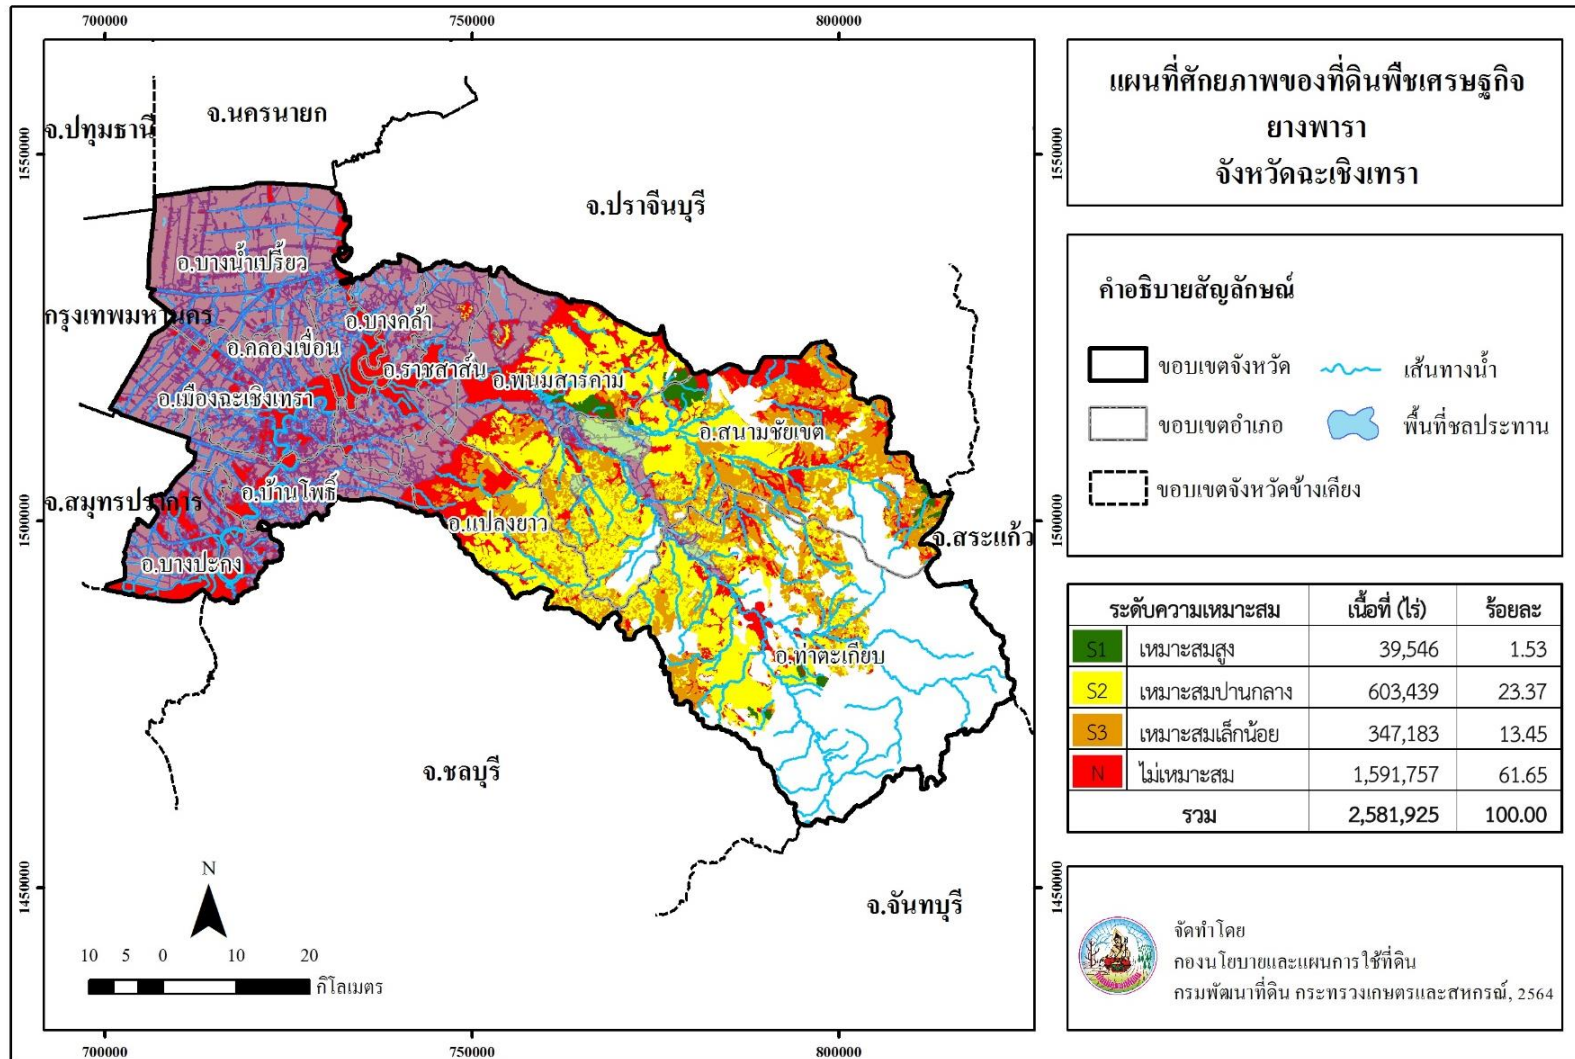 700000
750000
800000
แผนที่ศักยภาพของที่ดินพืชเศรษฐกิจ
ยางพารา
จังหวัดฉะเชิงเทรา
จ.นครนายก
จ.ปทุมธานี
1550000
1550000
จ.ปราจีนบุรี
อ.บางน้ำเปรี้ยว
กรุงเทพมหานคร
อ.บางคล้า
อ.คลองเขื่อน
อ.ราชสาส์น
อ.พนมสารคาม
อ.เมืองฉะเชิงเทรา
อ.สนามชัยเขต
อ.บ้านโพธิ์
จ.สมุทรปราการ
1500000
1500000
อ.แปลงยาว
จ.สระแก้ว
อ.บางปะกง
อ.ท่าตะเกียบ
จ.ชลบุรี
1450000
1450000
จ.จันทบุรี
N
10 5 0 10 20
กิโลเมตร
700000
750000
800000
คำอธิบายสัญลักษณ์
ขอบเขตจังหวัด เส้นทางน้ำ
ขอบเขตอำเภอ พื้นที่ชลประทาน
ขอบเขตจังหวัดข้างเคียง
ระดับความเหมาะสม เนื้อที่ (ไร่) ร้อยละ
S1 เหมาะสมสูง 39,546 1.53
S2 เหมาะสมปานกลาง 603,439 23.37
S3 เหมาะสมเล็กน้อย 347,183 13.45
N ไม่เหมาะสม 1,591,757 61.65
รวม 2,581,925 100.00
จัดทำโดย
กองนโยบายและแผนการใช้ที่ดิน
กรมพัฒนาที่ดิน กระทรวงเกษตรและสหกรณ์, 2564